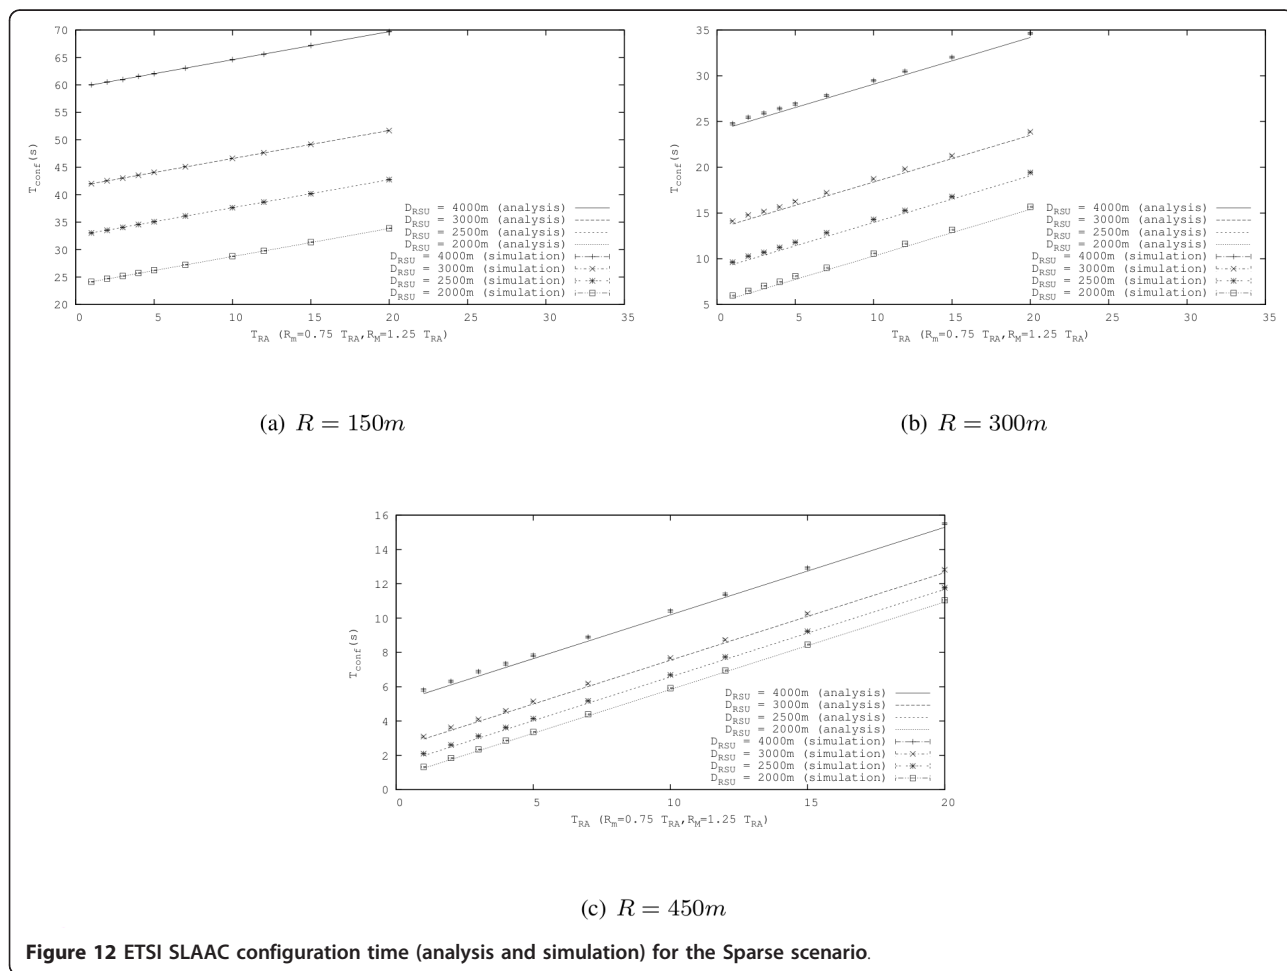 70
65
60
55
50
45
40
35
30
25
20
0 5 10 15 20 25 30 35
T_conf(s)
T_RA (R_m=0.75 T_RA,R_M=1.25 T_RA)
D_RSU = 4000m (analysis)
D_RSU = 3000m (analysis)
D_RSU = 2500m (analysis)
D_RSU = 2000m (analysis)
D_RSU = 4000m (simulation)
D_RSU = 3000m (simulation)
D_RSU = 2500m (simulation)
D_RSU = 2000m (simulation)
(a) R = 150m
35
30
25
20
15
10
5
0 5 10 15 20 25 30 35
T_conf(s)
T_RA (R_m=0.75 T_RA,R_M=1.25 T_RA)
D_RSU = 4000m (analysis)
D_RSU = 3000m (analysis)
D_RSU = 2500m (analysis)
D_RSU = 2000m (analysis)
D_RSU = 4000m (simulation)
D_RSU = 3000m (simulation)
D_RSU = 2500m (simulation)
D_RSU = 2000m (simulation)
(b) R = 300m
16
14
12
10
8
6
4
2
0
0 5 10 15 20
T_conf(s)
T_RA (R_m=0.75 T_RA,R_M=1.25 T_RA)
D_RSU = 4000m (analysis)
D_RSU = 3000m (analysis)
D_RSU = 2500m (analysis)
D_RSU = 2000m (analysis)
D_RSU = 4000m (simulation)
D_RSU = 3000m (simulation)
D_RSU = 2500m (simulation)
D_RSU = 2000m (simulation)
(c) R = 450m
Figure 12 ETSI SLAAC configuration time (analysis and simulation) for the Sparse scenario.